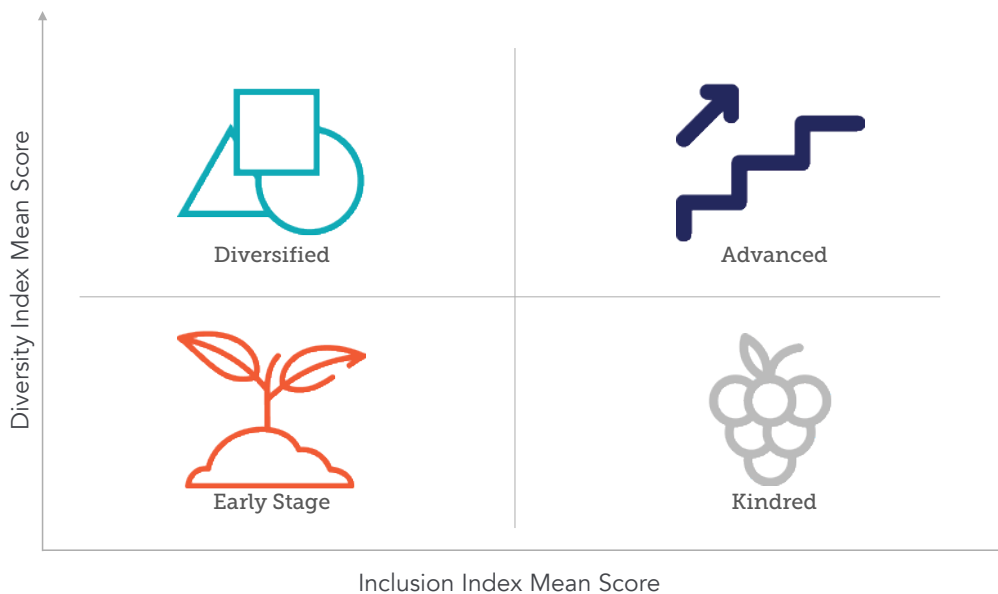 Diversity Index Mean Score
Diversified
Advanced
Early Stage
Kindred
Inclusion Index Mean Score